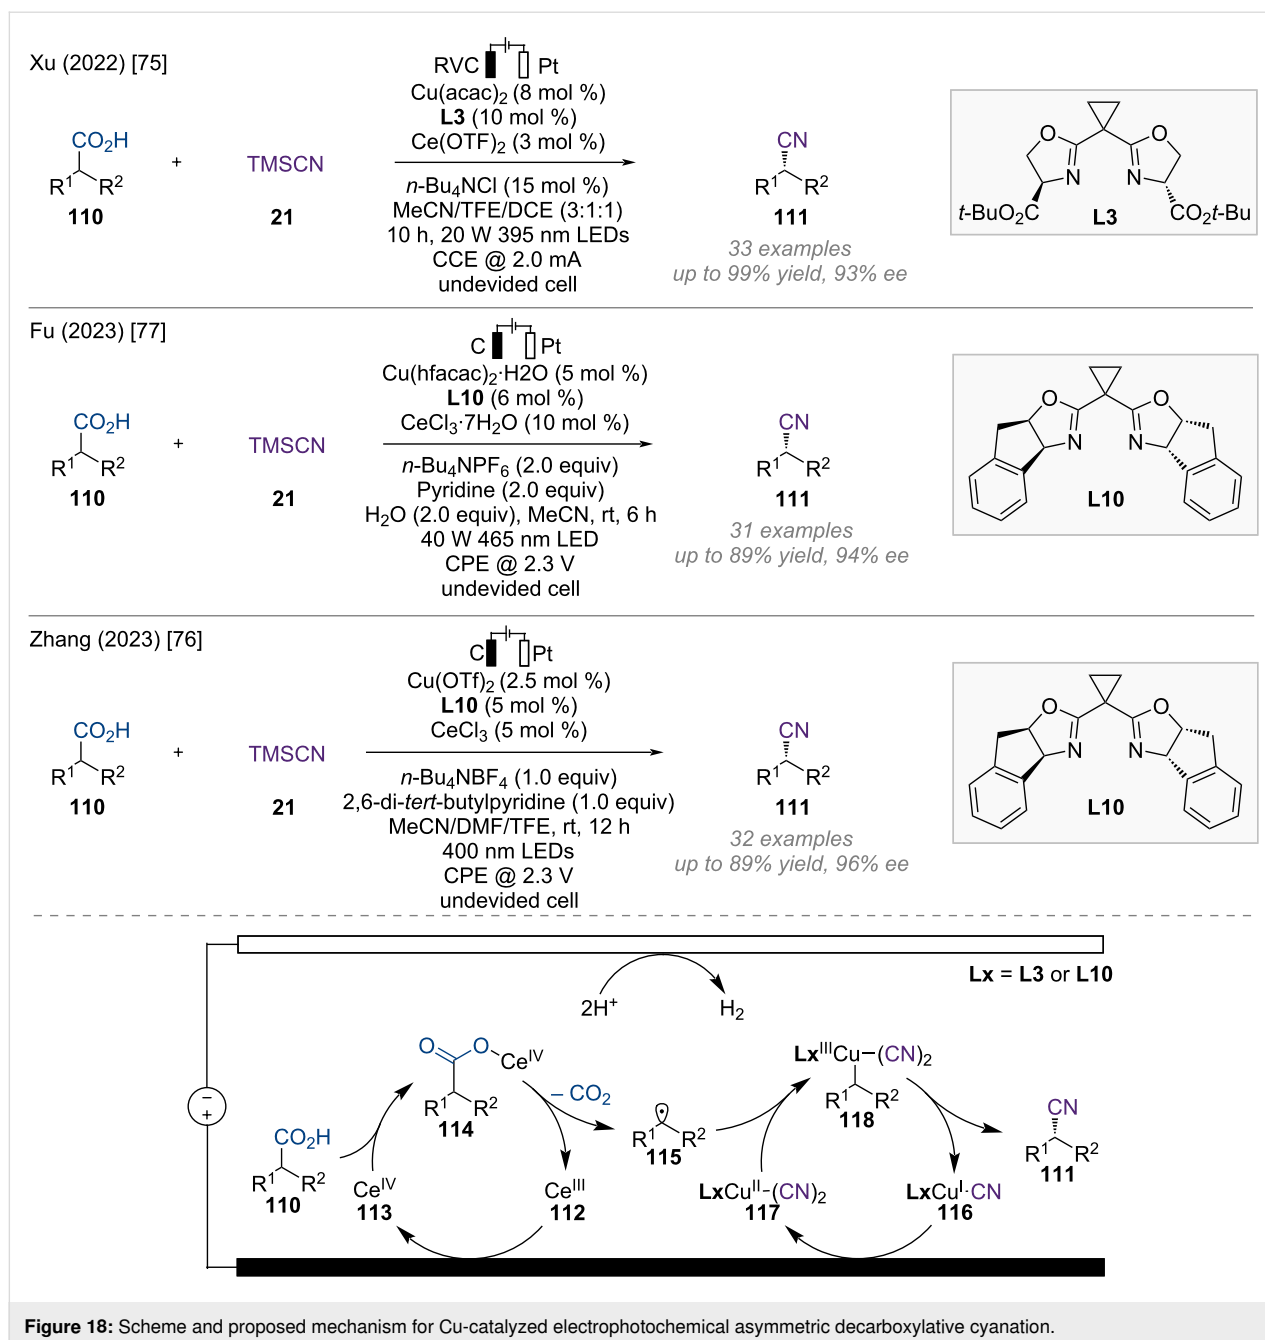 Xu (2022) [75]
RVC Pt
Cu(acac)2 (8 mol %)
L3 (10 mol %)
Ce(OTF)2 (3 mol %)
CO2H
R1 R2
110
+
TMSCN
21
n-Bu4NCl (15 mol %)
MeCN/TFE/DCE (3:1:1)
10 h, 20 W 395 nm LEDs
CCE @ 2.0 mA
undevided cell
CN
R1 R2
111
33 examples
up to 99% yield, 93% ee
O O
N N
t-BuO2C CO2t-Bu
L3
Fu (2023) [77]
C Pt
Cu(hfacac)2·H2O (5 mol %)
L10 (6 mol %)
CeCl3·7H2O (10 mol %)
CO2H
R1 R2
110
+
TMSCN
21
n-Bu4NPF6 (2.0 equiv)
Pyridine (2.0 equiv)
H2O (2.0 equiv), MeCN, rt, 6 h
40 W 465 nm LED
CPE @ 2.3 V
undevided cell
CN
R1 R2
111
31 examples
up to 89% yield, 94% ee
O O
N N
L10
Zhang (2023) [76]
C Pt
Cu(OTf)2 (2.5 mol %)
L10 (5 mol %)
CeCl3 (5 mol %)
CO2H
R1 R2
110
+
TMSCN
21
n-Bu4NBF4 (1.0 equiv)
2,6-di-tert-butylpyridine (1.0 equiv)
MeCN/DMF/TFE, rt, 12 h
400 nm LEDs
CPE @ 2.3 V
undevided cell
CN
R1 R2
111
32 examples
up to 89% yield, 96% ee
O O
N N
L10
Lx = L3 or L10
2H+ H2
− +
CO2H
R1 R2
110
CeIV
113
O O CeIV
R1 R2
114
– CO2
CeIII
112
R1 R2
115
LxCuII-(CN)2
117
LxIIICu-(CN)2
R1 R2
118
LxCuI·CN
116
CN
R1 R2
111
Figure 18: Scheme and proposed mechanism for Cu-catalyzed electrophotochemical asymmetric decarboxylative cyanation.